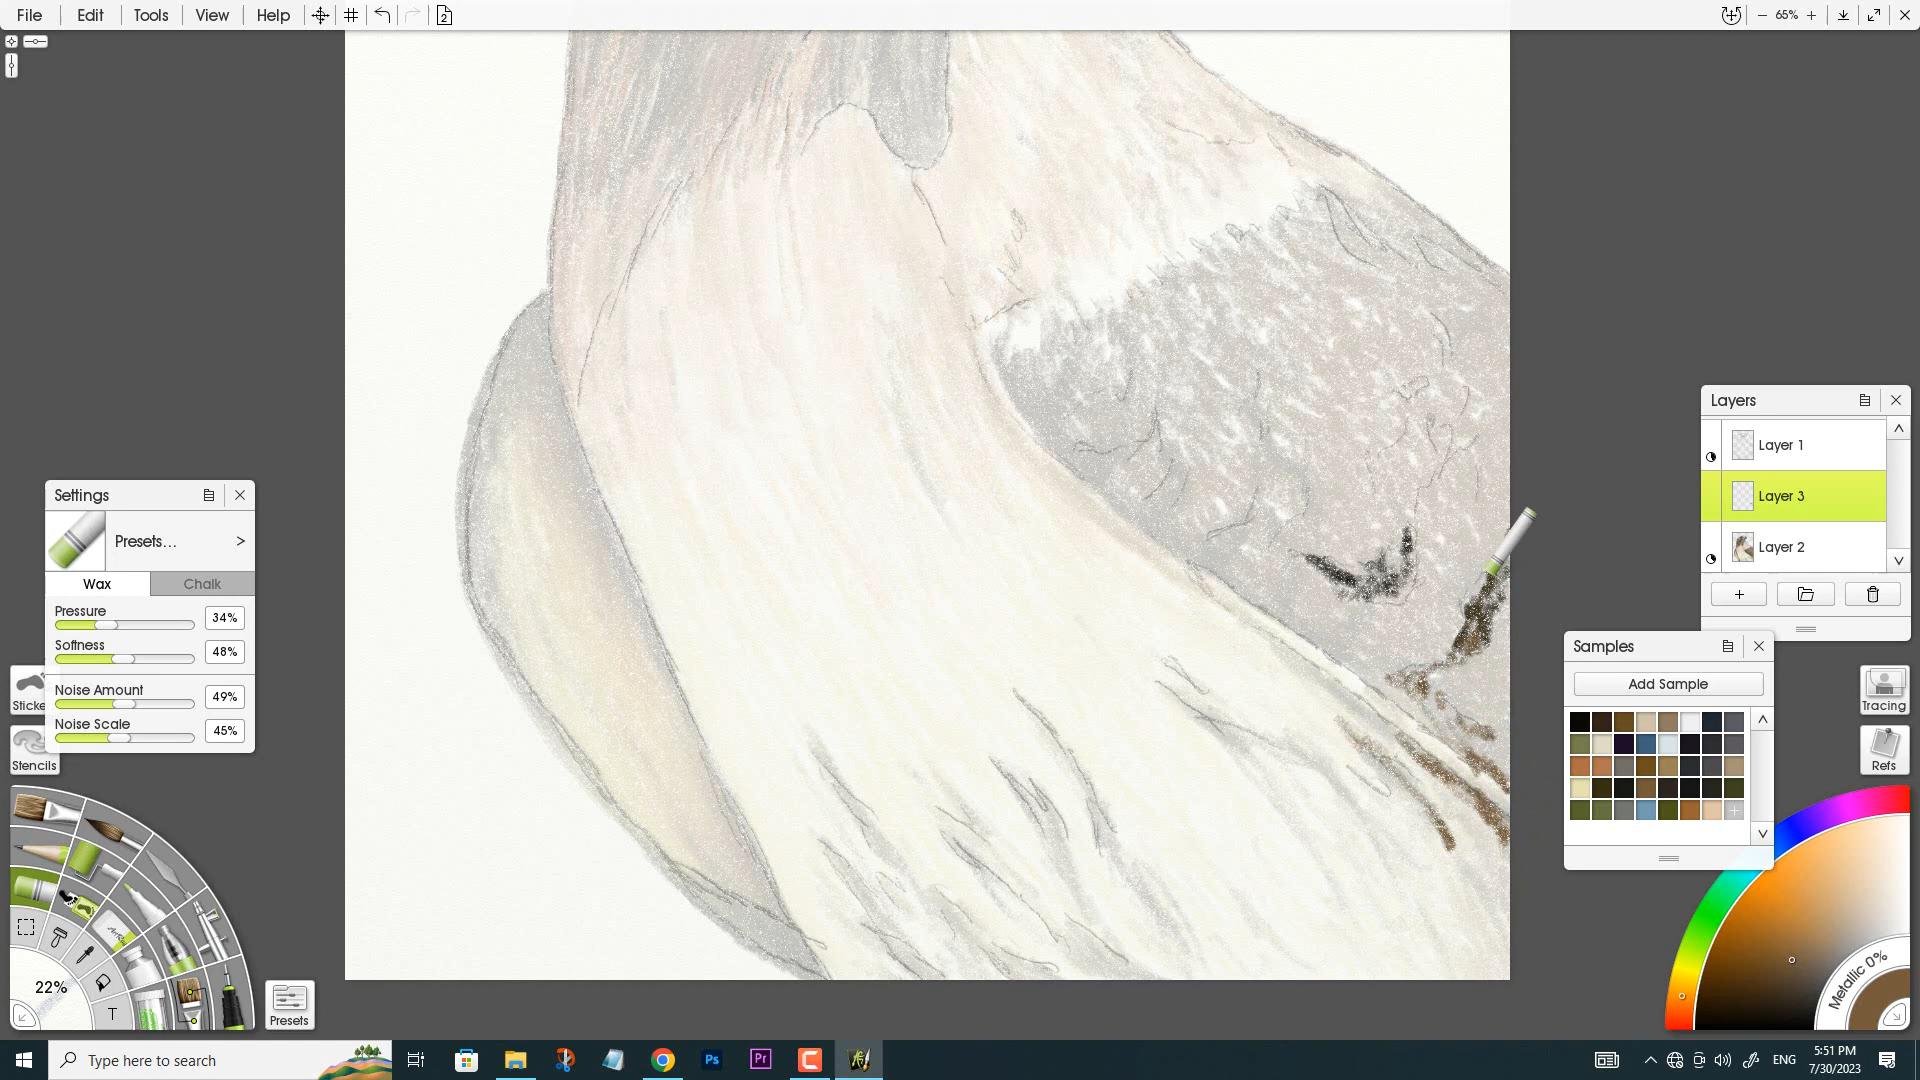 File
Edit
Tools
View
Help
2
65%
Layers
Layer 1
Layer 3
Layer 2
Settings
Presets...
>
Wax
Chalk
Pressure
34%
Softness
48%
Noise Amount
49%
Noise Scale
45%
Stencils
Samples
Add Sample
Tracing
Refs
Metallic 0%
22%
T
Presets
Type here to search
Ps
Pr
ENG
5:51 PM
7/30/2023